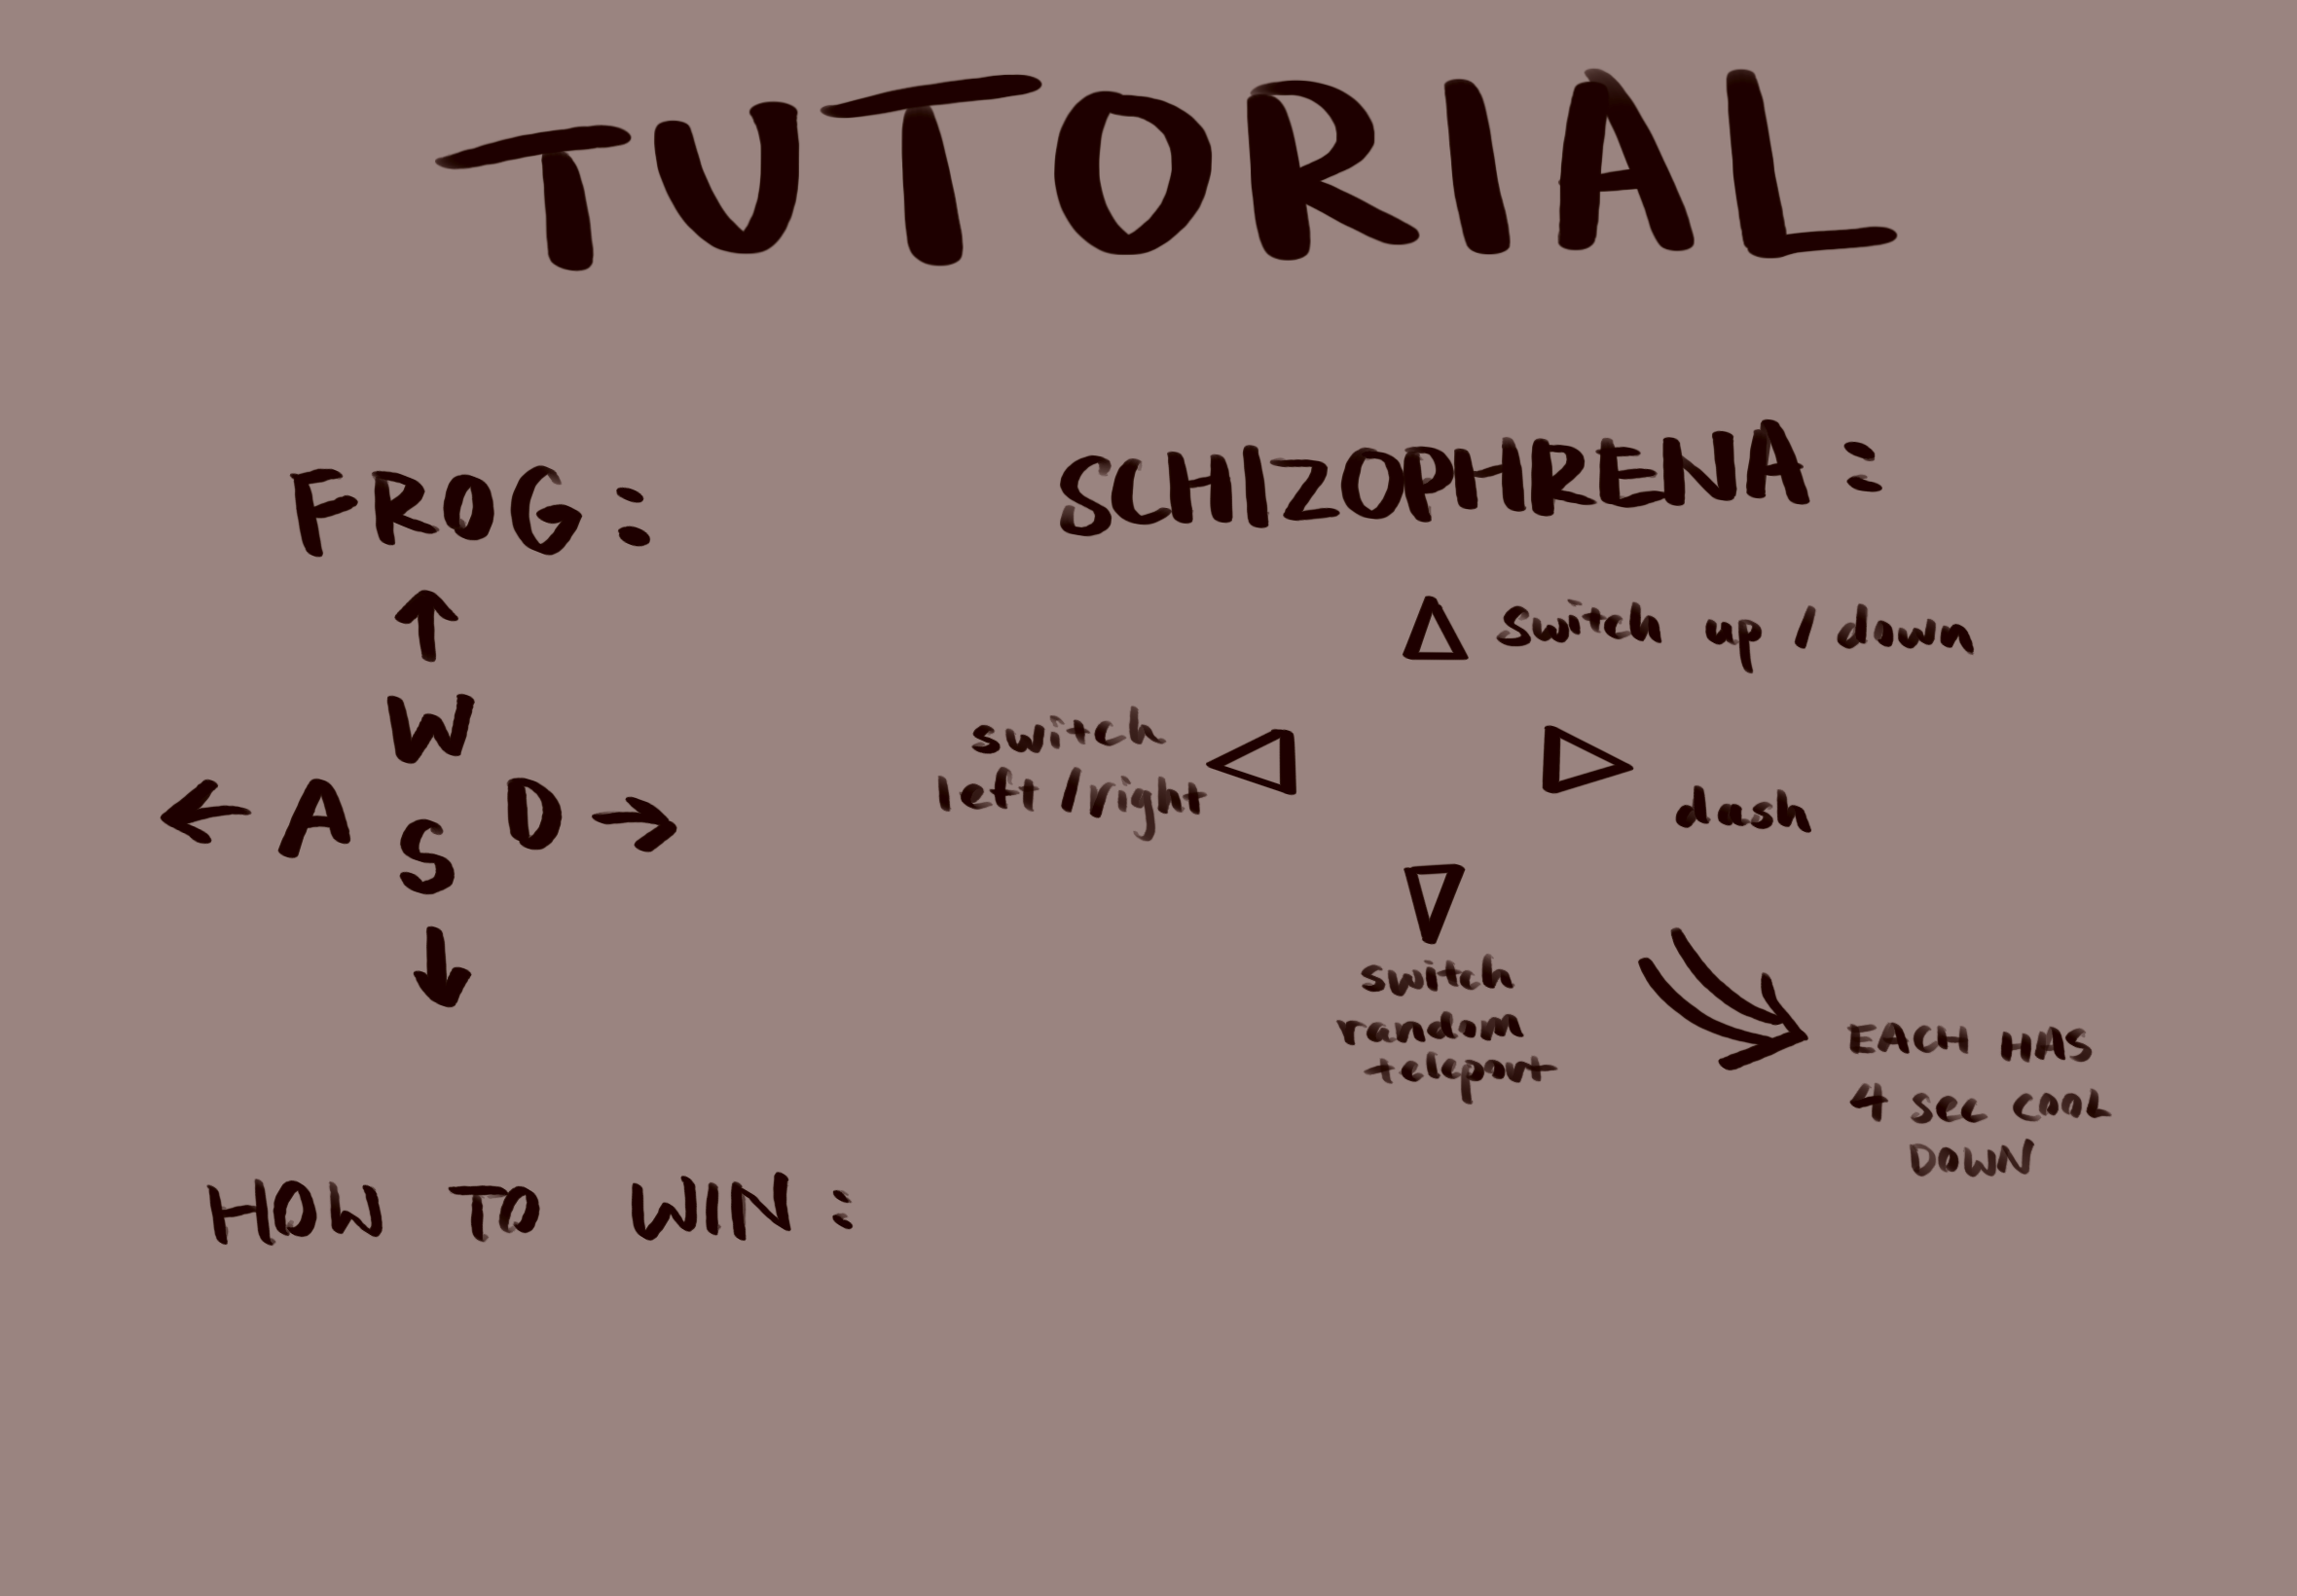 TUTORIAL
FROG:
W
A D
S
SCHIZOPHRENA:
switch up / down
switch
left / right
dash
switch
random
teleport
EACH HAS
4 SEC COOL
DOWN
HOW TO WIN: